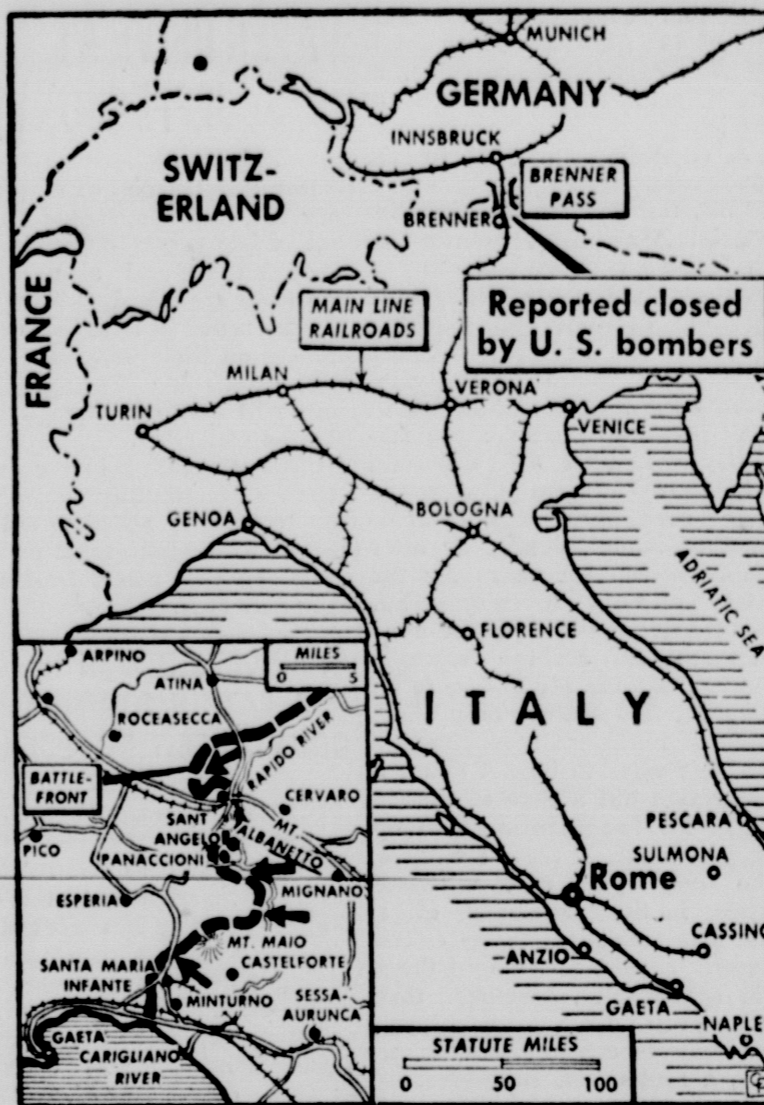 MUNICH
GERMANY
INNSBRUCK
SWITZ-
ERLAND
BRENNER
PASS
BRENNER
FRANCE
Reported closed
by U. S. bombers
MAIN LINE
RAILROADS
MILAN
VERONA
TURIN
VENICE
GENOA
BOLOGNA
ADRIATIC SEA
FLORENCE
ITALY
PESCARA
SULMONA
Rome
CASSINO
ANZIO
GAETA
NAPLE
STATUTE MILES
0 50 100
ARPINO
MILES
0 5
ATINA
ROCEASECCA
RAPIDO RIVER
BATTLE-
FRONT
CERVARO
SANT
ANGELO
MT.
ALBANETTO
PICO
PANACCIONI
MIGNANO
ESPERIA
MT. MAIO
CASTELFORTE
SANTA MARIA
INFANTE
MINTURNO
SESSA-
AURUNCA
GAETA
CARIGLIANO
RIVER